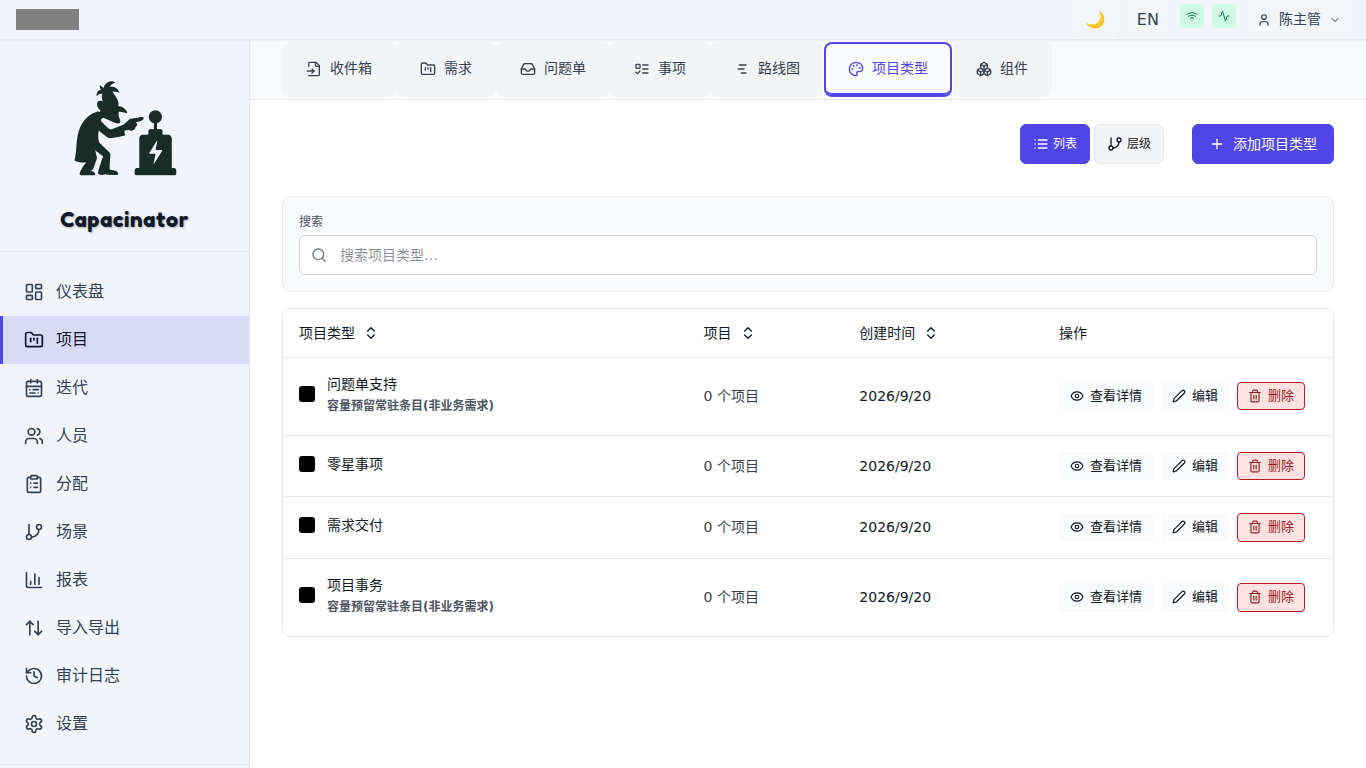 EN
陈主管
收件箱
需求
问题单
事项
路线图
项目类型
组件
Capacinator
仪表盘
项目
迭代
人员
分配
场景
报表
导入导出
审计日志
设置
列表
层级
添加项目类型
搜索
搜索项目类型...
项目类型 项目 创建时间 操作
问题单支持
容量预留常驻条目(非业务需求)
0 个项目 2026/9/20 查看详情 编辑 删除
零星事项 0 个项目 2026/9/20 查看详情 编辑 删除
需求交付 0 个项目 2026/9/20 查看详情 编辑 删除
项目事务
容量预留常驻条目(非业务需求)
0 个项目 2026/9/20 查看详情 编辑 删除